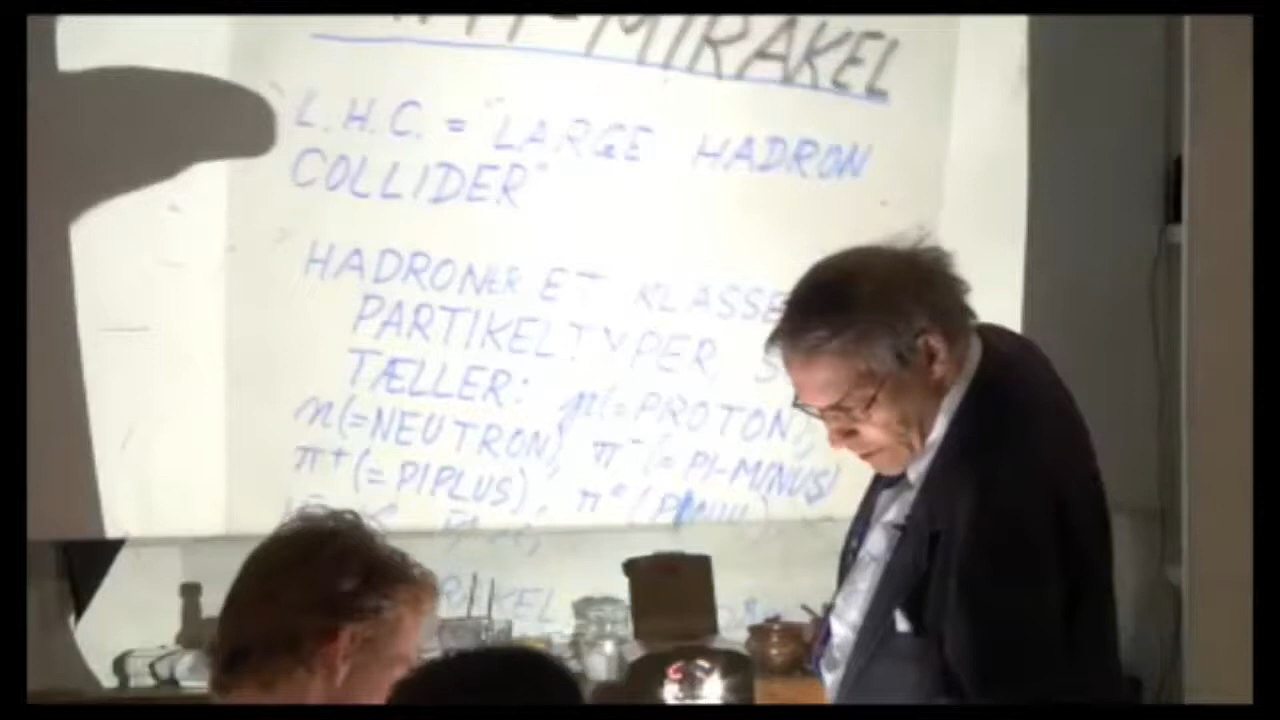 -MIRAKEL
L.H.C. = "LARGE HADRON
COLLIDER"
HADRONER ET KLASSE
PARTIKELTYPER
TÆLLER: p(=PROTON),
n(=NEUTRON), π⁻(=PI-MINUS)
π+(=PIPLUS), π°(